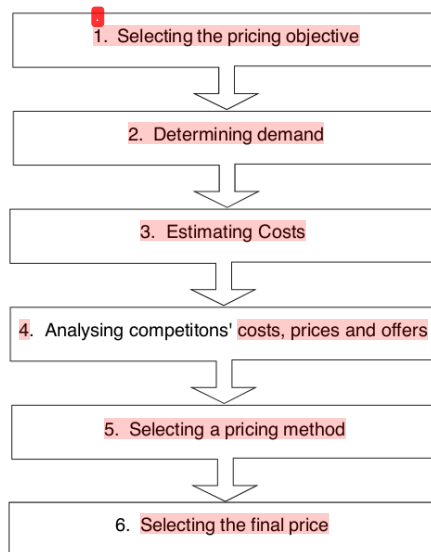 1. Selecting the pricing objective
2. Determining demand
3. Estimating Costs
4. Analysing competitons' costs, prices and offers
5. Selecting a pricing method
6. Selecting the final price